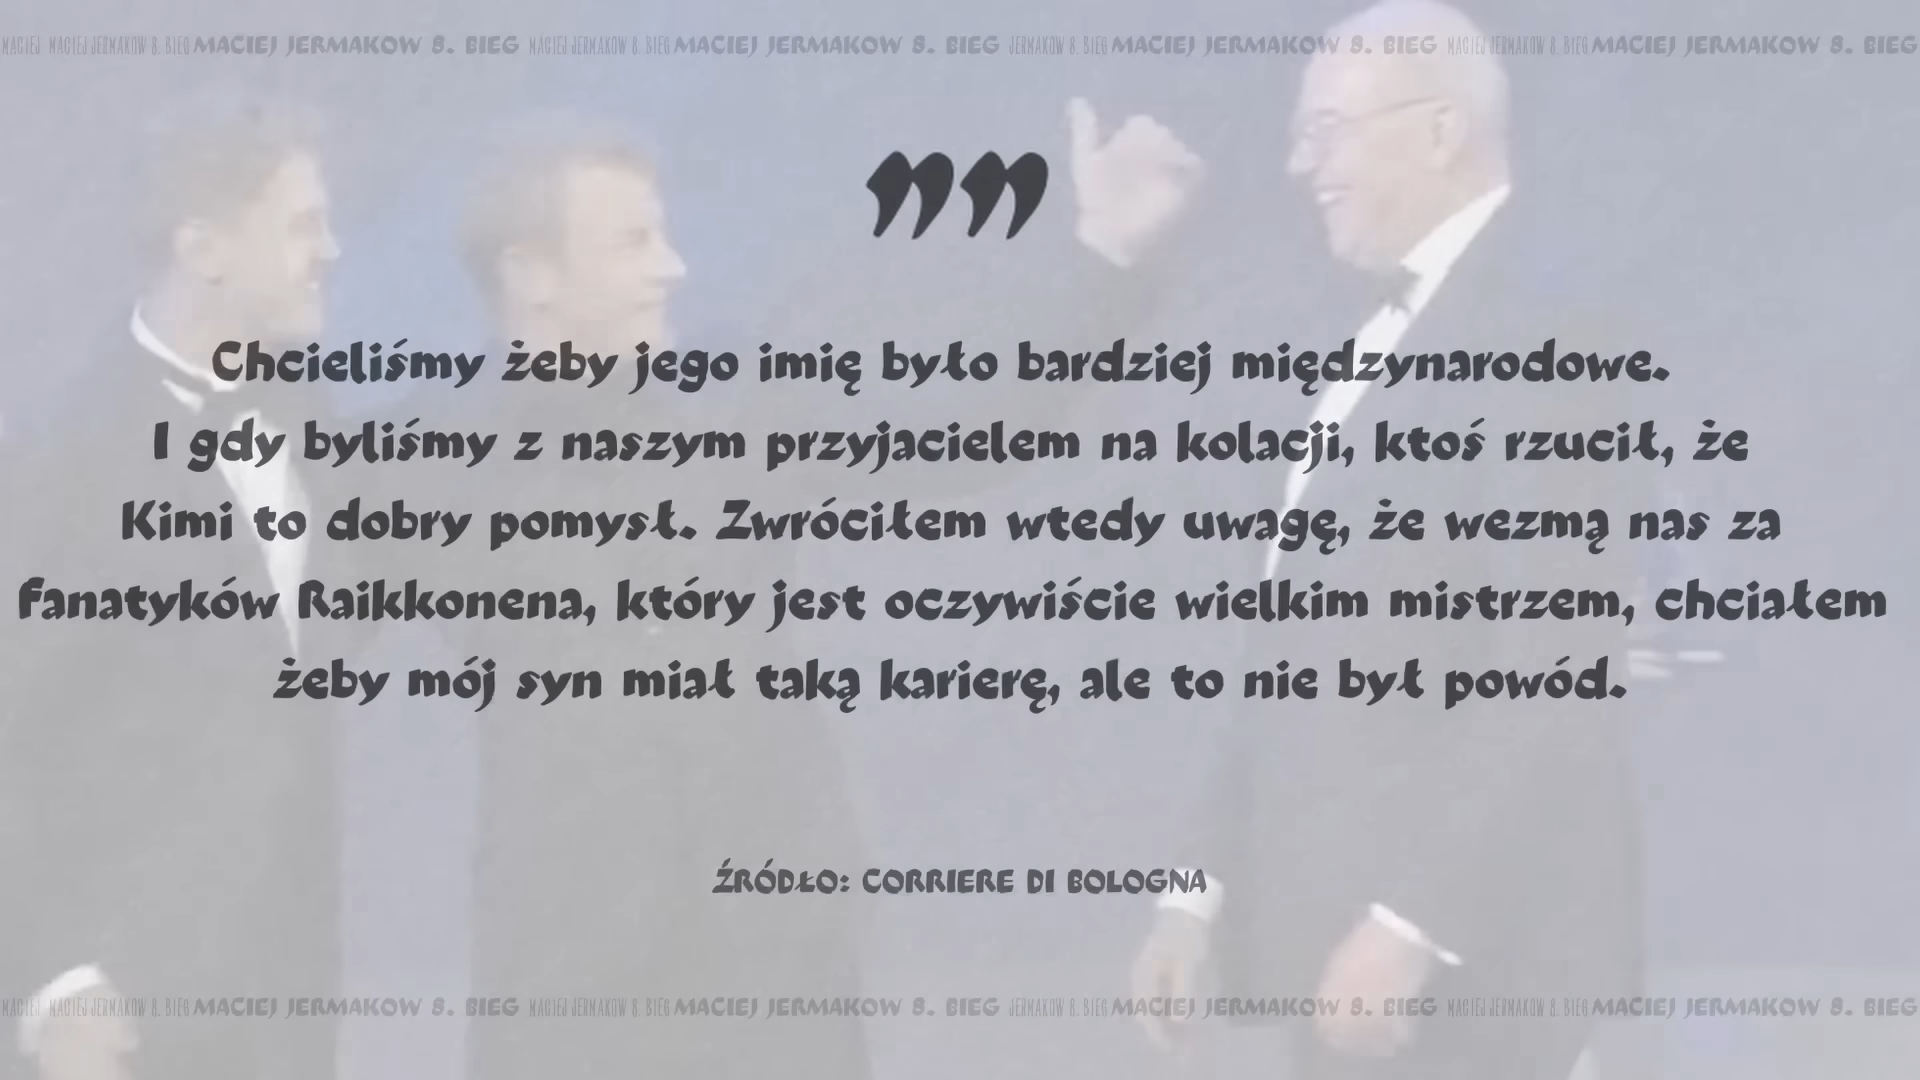 MACIEJ MACIEJ JERMAKOW 8. BIEG MACIEJ JERMAKOW 8. BIEG MACIEJ JERMAKOW 8. BIEG MACIEJ JERMAKOW 8. BIEG JERMAKOW 8. BIEG MACIEJ JERMAKOW 8. BIEG MACIEJ JERMAKOW 8. BIEG MACIEJ JERMAKOW 8. BIEG
””
Chcieliśmy żeby jego imię było bardziej międzynarodowe.
I gdy byliśmy z naszym przyjacielem na kolacji, ktoś rzucił, że
Kimi to dobry pomysł. Zwróciłem wtedy uwagę, że wezmą nas za
fanatyków Raikkonena, który jest oczywiście wielkim mistrzem, chciałem
żeby mój syn miał taką karierę, ale to nie był powód.
ŹRÓDŁO: CORRIERE DI BOLOGNA
MACIEJ MACIEJ JERMAKOW 8. BIEG MACIEJ JERMAKOW 8. BIEG MACIEJ JERMAKOW 8. BIEG MACIEJ JERMAKOW 8. BIEG JERMAKOW 8. BIEG MACIEJ JERMAKOW 8. BIEG MACIEJ JERMAKOW 8. BIEG MACIEJ JERMAKOW 8. BIEG